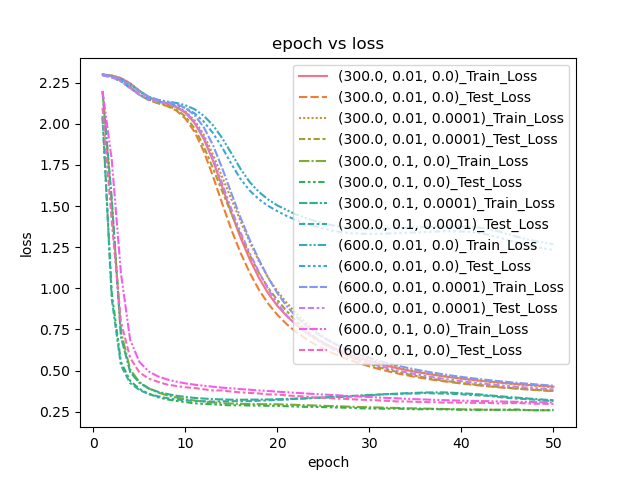 epoch vs loss
loss
2.25
2.00
1.75
1.50
1.25
1.00
0.75
0.50
0.25
(300.0, 0.01, 0.0)_Train_Loss
(300.0, 0.01, 0.0)_Test_Loss
(300.0, 0.01, 0.0001)_Train_Loss
(300.0, 0.01, 0.0001)_Test_Loss
(300.0, 0.1, 0.0)_Train_Loss
(300.0, 0.1, 0.0)_Test_Loss
(300.0, 0.1, 0.0001)_Train_Loss
(300.0, 0.1, 0.0001)_Test_Loss
(600.0, 0.01, 0.0)_Train_Loss
(600.0, 0.01, 0.0)_Test_Loss
(600.0, 0.01, 0.0001)_Train_Loss
(600.0, 0.01, 0.0001)_Test_Loss
(600.0, 0.1, 0.0)_Train_Loss
(600.0, 0.1, 0.0)_Test_Loss
0 10 20 30 40 50
epoch